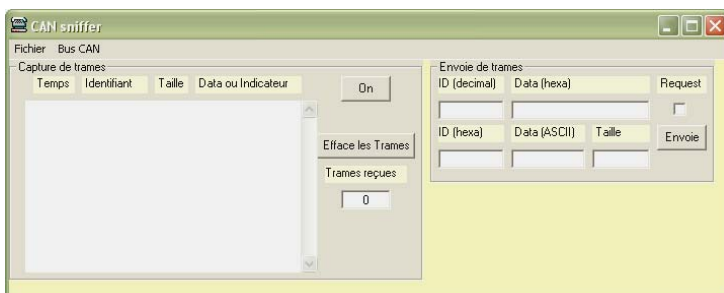 CAN sniffer
Fichier Bus CAN
Capture de trames
Temps Identifiant Taille Data ou Indicateur
On
Efface les Trames
Trames reçues
0
Envoie de trames
ID (decimal) Data (hexa) Request
ID (hexa) Data (ASCII) Taille Envoie